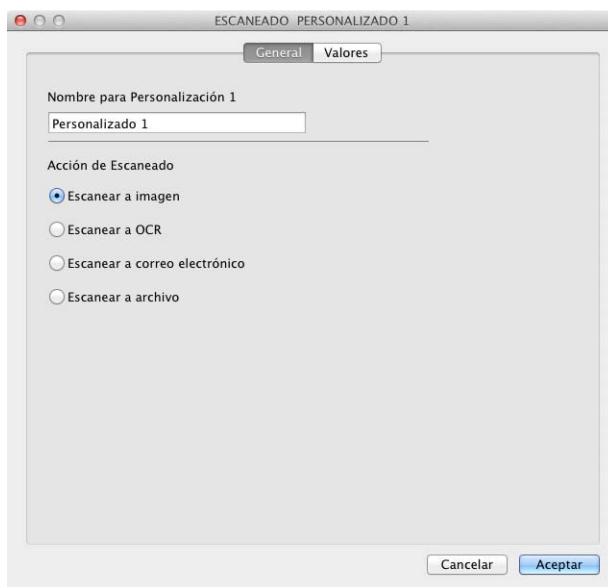 ESCANEADO PERSONALIZADO 1
General Valores
Nombre para Personalización 1
Personalizado 1
Acción de Escaneado
Escanear a imagen
Escanear a OCR
Escanear a correo electrónico
Escanear a archivo
Cancelar Aceptar